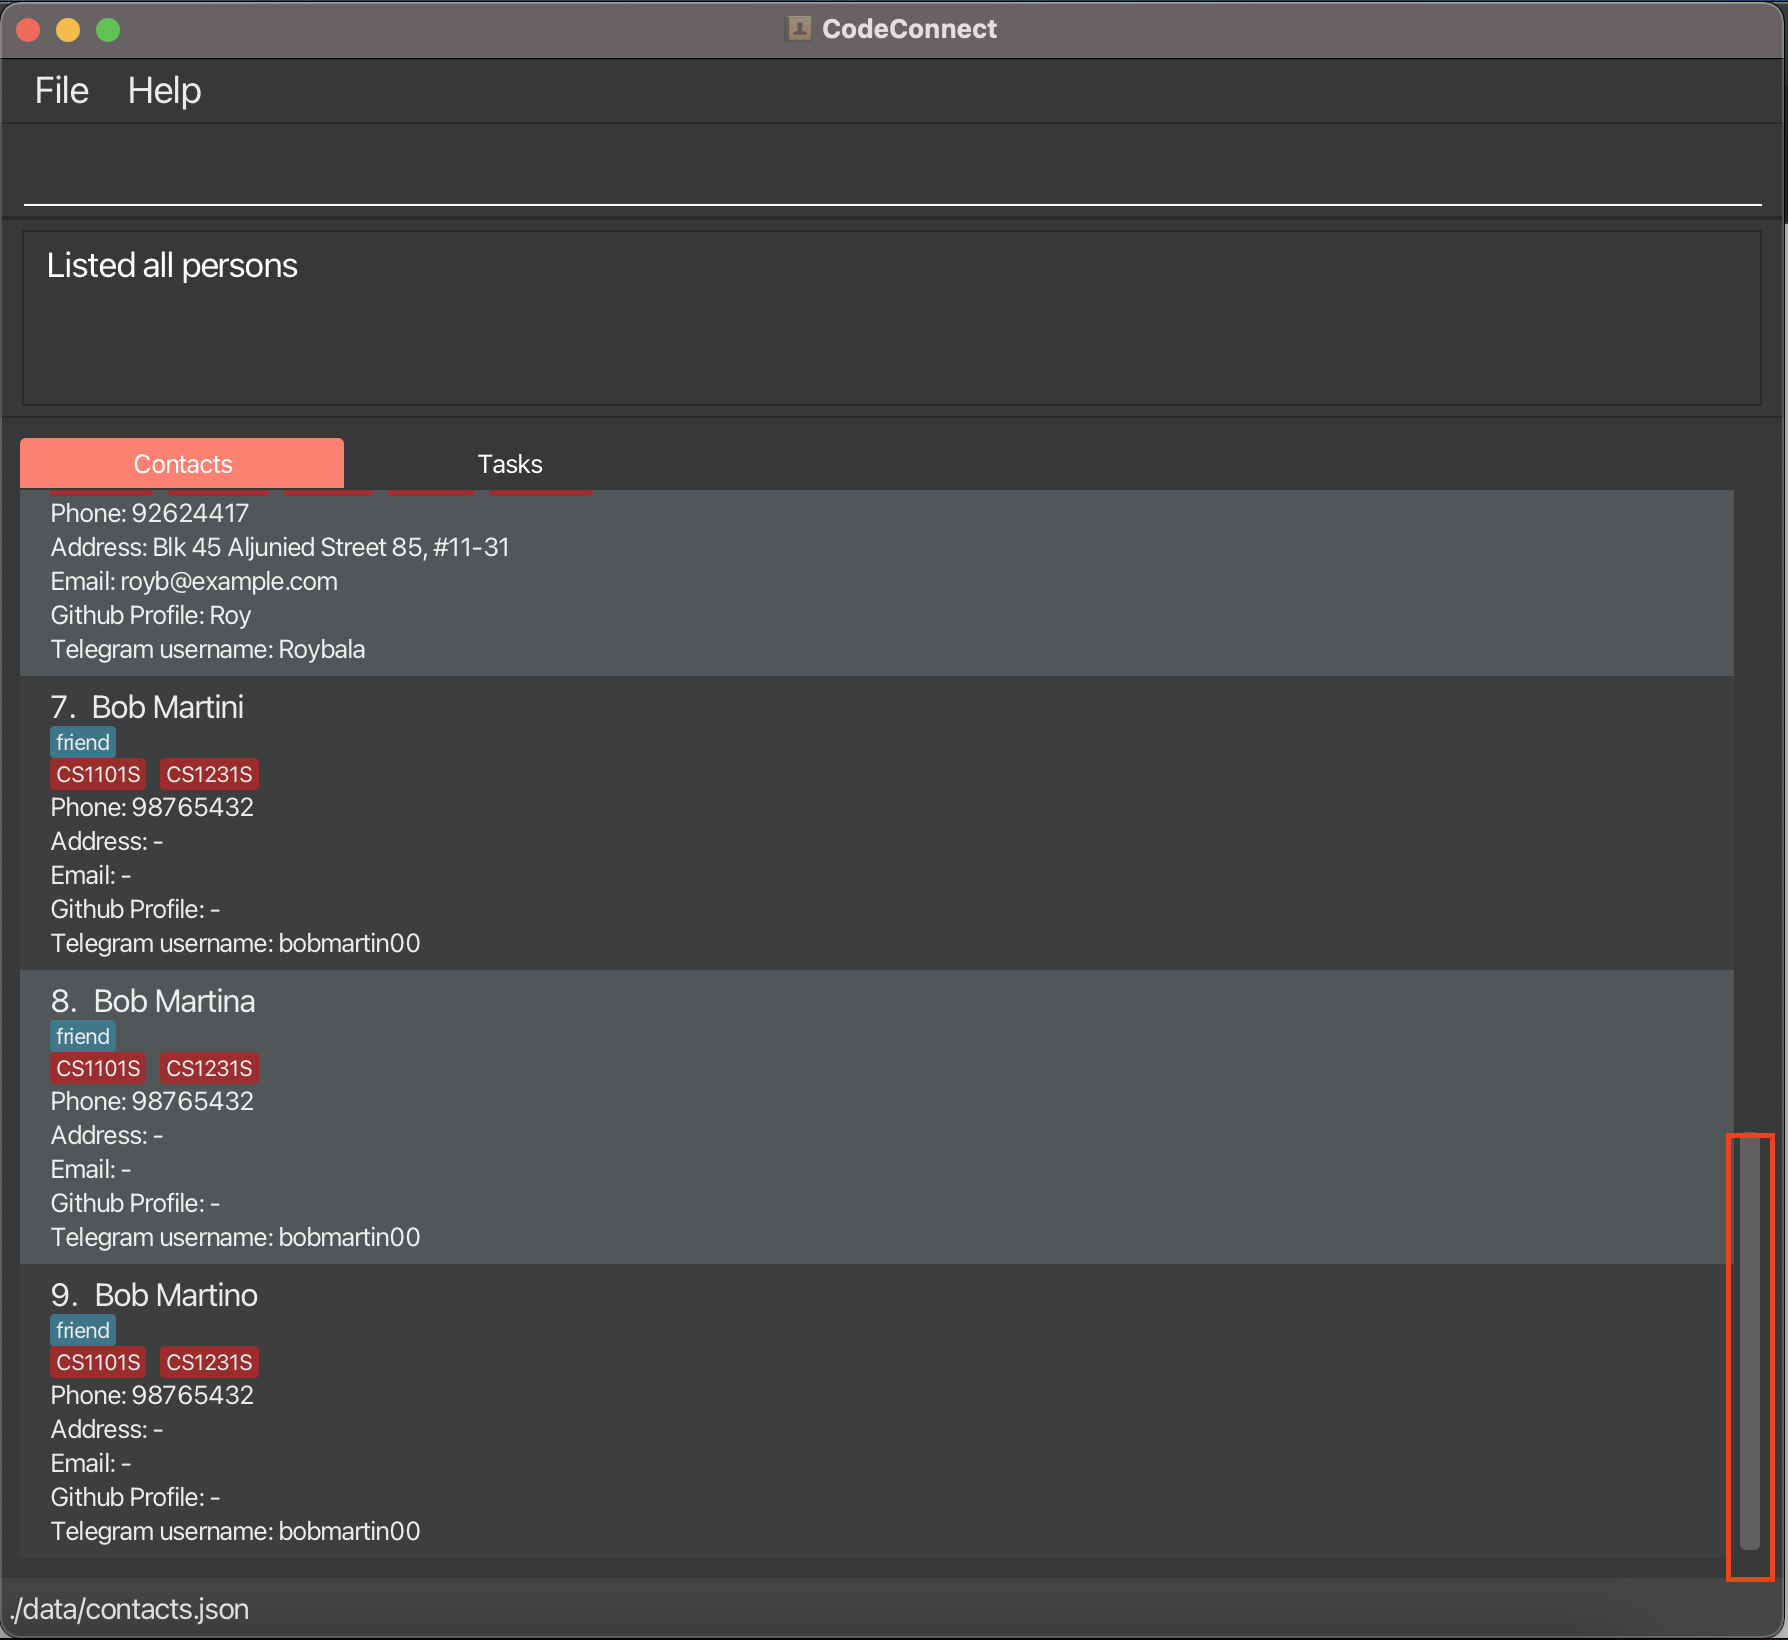 CodeConnect
File Help
Listed all persons
Contacts Tasks
Phone: 92624417
Address: Blk 45 Aljunied Street 85, #11-31
Email: royb@example.com
Github Profile: Roy
Telegram username: Roybala
7. Bob Martini
friend
CS1101S CS1231S
Phone: 98765432
Address: -
Email: -
Github Profile: -
Telegram username: bobmartin00
8. Bob Martina
friend
CS1101S CS1231S
Phone: 98765432
Address: -
Email: -
Github Profile: -
Telegram username: bobmartin00
9. Bob Martino
friend
CS1101S CS1231S
Phone: 98765432
Address: -
Email: -
Github Profile: -
Telegram username: bobmartin00
./data/contacts.json